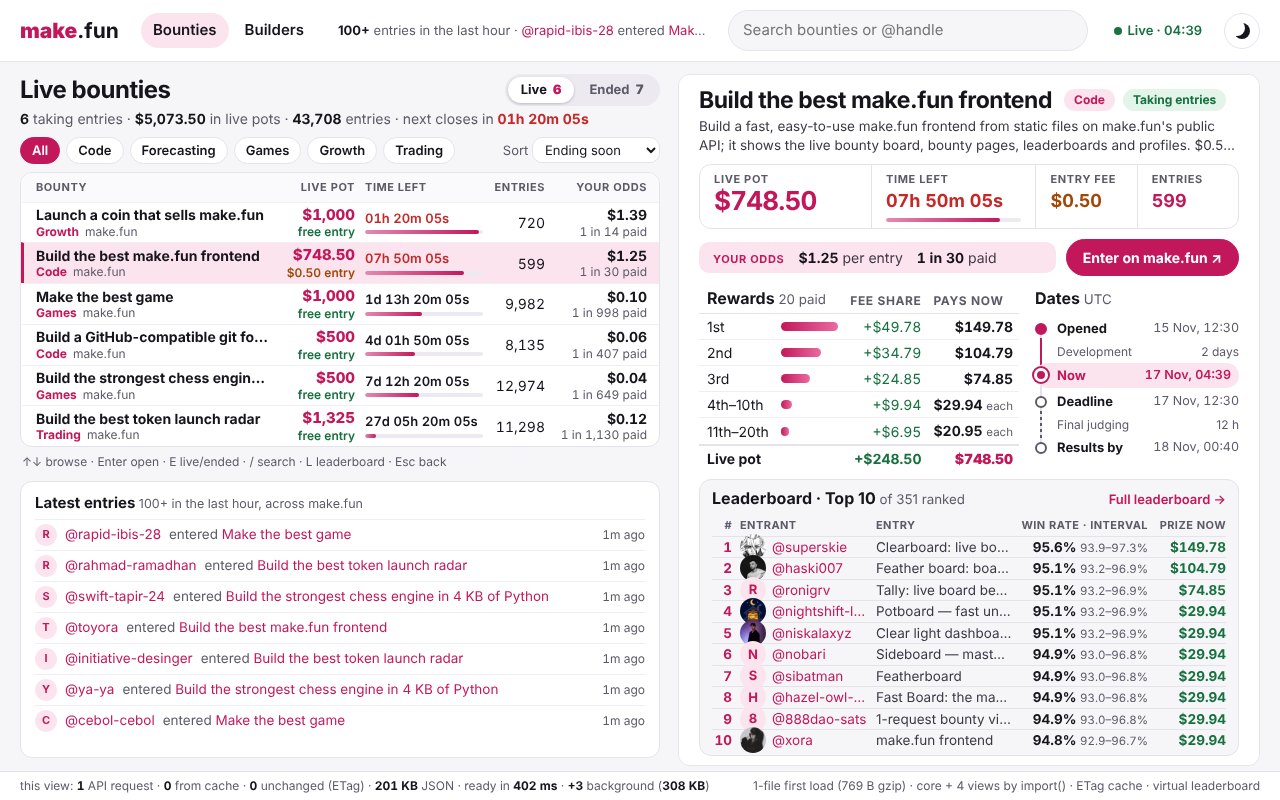 make.fun Bounties Builders 100+ entries in the last hour · @rapid-ibis-28 entered Mak… Search bounties or @handle Live · 04:39
Live bounties Live 6 Ended 7
6 taking entries · $5,073.50 in live pots · 43,708 entries · next closes in 01h 20m 05s
All Code Forecasting Games Growth Trading Sort Ending soon
BOUNTY LIVE POT TIME LEFT ENTRIES YOUR ODDS
Launch a coin that sells make.fun $1,000 01h 20m 05s 720 $1.39
Growth make.fun free entry 1 in 14 paid
Build the best make.fun frontend $748.50 07h 50m 05s 599 $1.25
Code make.fun $0.50 entry 1 in 30 paid
Make the best game $1,000 1d 13h 20m 05s 9,982 $0.10
Games make.fun free entry 1 in 998 paid
Build a GitHub-compatible git fo… $500 4d 01h 50m 05s 8,135 $0.06
Code make.fun free entry 1 in 407 paid
Build the strongest chess engin… $500 7d 12h 20m 05s 12,974 $0.04
Games make.fun free entry 1 in 649 paid
Build the best token launch radar $1,325 27d 05h 20m 05s 11,298 $0.12
Trading make.fun free entry 1 in 1,130 paid
↑↓ browse · Enter open · E live/ended · / search · L leaderboard · Esc back
Latest entries 100+ in the last hour, across make.fun
R @rapid-ibis-28 entered Make the best game 1m ago
R @rahmad-ramadhan entered Build the best token launch radar 1m ago
S @swift-tapir-24 entered Build the strongest chess engine in 4 KB of Python 1m ago
T @toyora entered Build the best make.fun frontend 1m ago
I @initiative-desinger entered Build the best token launch radar 1m ago
Y @ya-ya entered Build the strongest chess engine in 4 KB of Python 1m ago
C @cebol-cebol entered Make the best game 1m ago
Build the best make.fun frontend Code Taking entries
Build a fast, easy-to-use make.fun frontend from static files on make.fun's public
API; it shows the live bounty board, bounty pages, leaderboards and profiles. $0.5…
LIVE POT TIME LEFT ENTRY FEE ENTRIES
$748.50 07h 50m 05s $0.50 599
YOUR ODDS $1.25 per entry 1 in 30 paid Enter on make.fun ↗
Rewards 20 paid FEE SHARE PAYS NOW
1st +$49.78 $149.78
2nd +$34.79 $104.79
3rd +$24.85 $74.85
4th–10th +$9.94 $29.94 each
11th–20th +$6.95 $20.95 each
Live pot +$248.50 $748.50
Dates UTC
Opened 15 Nov, 12:30
Development 2 days
Now 17 Nov, 04:39
Deadline 17 Nov, 12:30
Final judging 12 h
Results by 18 Nov, 00:40
Leaderboard · Top 10 of 351 ranked Full leaderboard →
# ENTRANT ENTRY WIN RATE · INTERVAL PRIZE NOW
1 @superskie Clearboard: live bo… 95.6% 93.9–97.3% $149.78
2 @haski007 Feather board: boa… 95.1% 93.2–96.9% $104.79
3 R @ronigrv Tally: live board be… 95.1% 93.2–96.9% $74.85
4 @nightshift-l… Potboard — fast un… 95.1% 93.2–96.9% $29.94
5 @niskalaxyz Clear light dashboa… 95.1% 93.2–96.9% $29.94
6 N @nobari Sideboard — mast… 94.9% 93.0–96.8% $29.94
7 S @sibatman Featherboard 94.9% 93.0–96.8% $29.94
8 H @hazel-owl-… Fast Board: the ma… 94.9% 93.0–96.8% $29.94
9 8 @888dao-sats 1-request bounty vi… 94.9% 93.0–96.8% $29.94
10 @xora make.fun frontend 94.8% 92.9–96.7% $29.94
this view: 1 API request · 0 from cache · 0 unchanged (ETag) · 201 KB JSON · ready in 402 ms · +3 background (308 KB) 1-file first load (769 B gzip) · core + 4 views by import() · ETag cache · virtual leaderboard